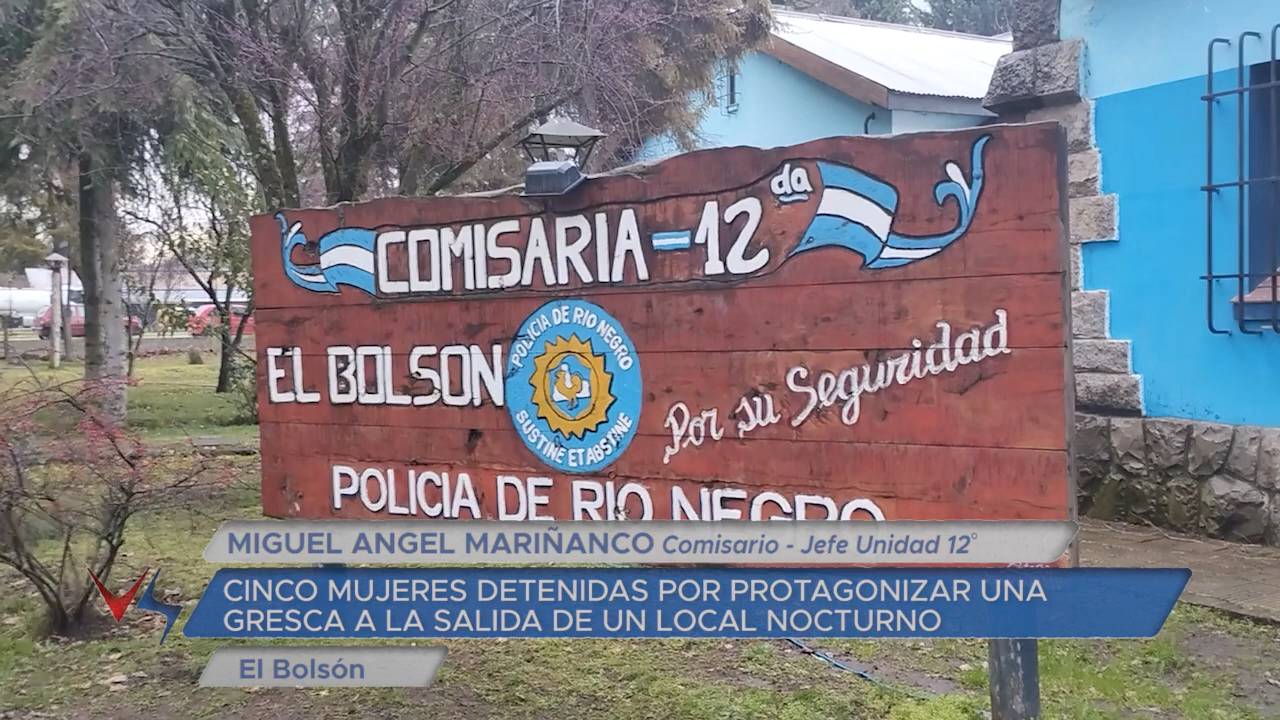 COMISARIA - 12 da
EL BOLSON
POLICIA DE RIO NEGRO
SUSTINE ET ABSTINE
Por su Seguridad
POLICIA DE RIO NEGRO
MIGUEL ANGEL MARIÑANCO Comisario - Jefe Unidad 12°
CINCO MUJERES DETENIDAS POR PROTAGONIZAR UNA
GRESCA A LA SALIDA DE UN LOCAL NOCTURNO
El Bolsón